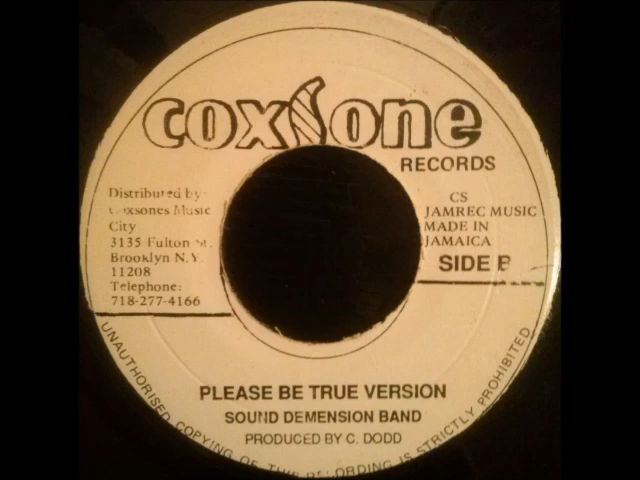 coxsone
RECORDS
Distributed by
Coxsones Music
City
3135 Fulton St.
Brooklyn N.Y.
11208
Telephone:
718-277-4166
CS
JAMREC MUSIC
MADE IN
JAMAICA
SIDE B
PLEASE BE TRUE VERSION
SOUND DEMENSION BAND
PRODUCED BY C. DODD
UNAUTHORISED COPYING OF THIS RECORDING IS STRICTLY PROHIBITED